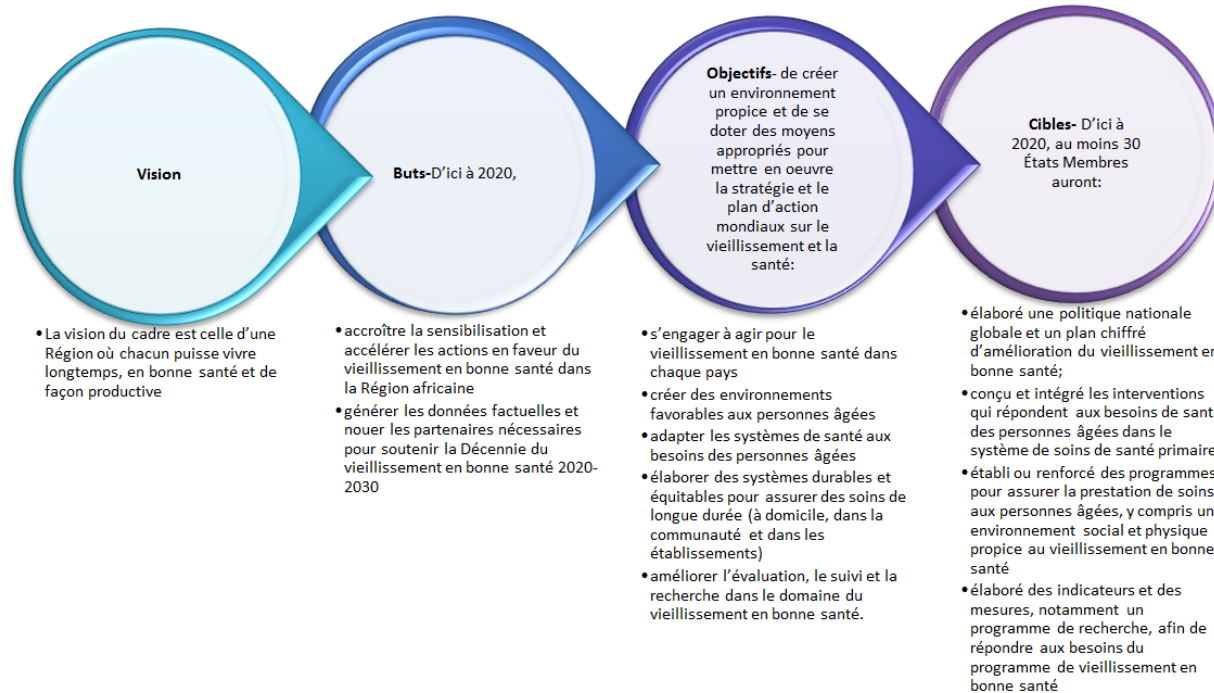 Vision
•La vision du cadre est celle d’une
Région où chacun puisse vivre
longtemps, en bonne santé et de
façon productive
Buts-D’ici à 2020,
•accroître la sensibilisation et
accélérer les actions en faveur du
vieillissement en bonne santé dans
la Région africaine
•générer les données factuelles et
nouer les partenaires nécessaires
pour soutenir la Décennie du
vieillissement en bonne santé 2020-
2030
Objectifs- de créer
un environnement
propice et de se
doter des moyens
appropriés pour
mettre en oeuvre
la stratégie et le
plan d’action
mondiaux sur le
vieillissement et la
santé:
•s’engager à agir pour le
vieillissement en bonne santé dans
chaque pays
•créer des environnements
favorables aux personnes âgées
•adapter les systèmes de santé aux
besoins des personnes âgées
•élaborer des systèmes durables et
équitables pour assurer des soins de
longue durée (à domicile, dans la
communauté et dans les
établissements)
•améliorer l’évaluation, le suivi et la
recherche dans le domaine du
vieillissement en bonne santé.
Cibles- D’ici à
2020, au moins 30
États Membres
auront:
•élaboré une politique nationale
globale et un plan chiffré
d’amélioration du vieillissement en
bonne santé;
•conçu et intégré les interventions
qui répondent aux besoins de sant
des personnes âgées dans le
système de soins de santé primaire
•établi ou renforcé des programmes
pour assurer la prestation de soins
aux personnes âgées, y compris un
environnement social et physique
propice au vieillissement en bonne
santé
•élaboré des indicateurs et des
mesures, notamment un
programme de recherche, afin de
répondre aux besoins du
programme de vieillissement en
bonne santé